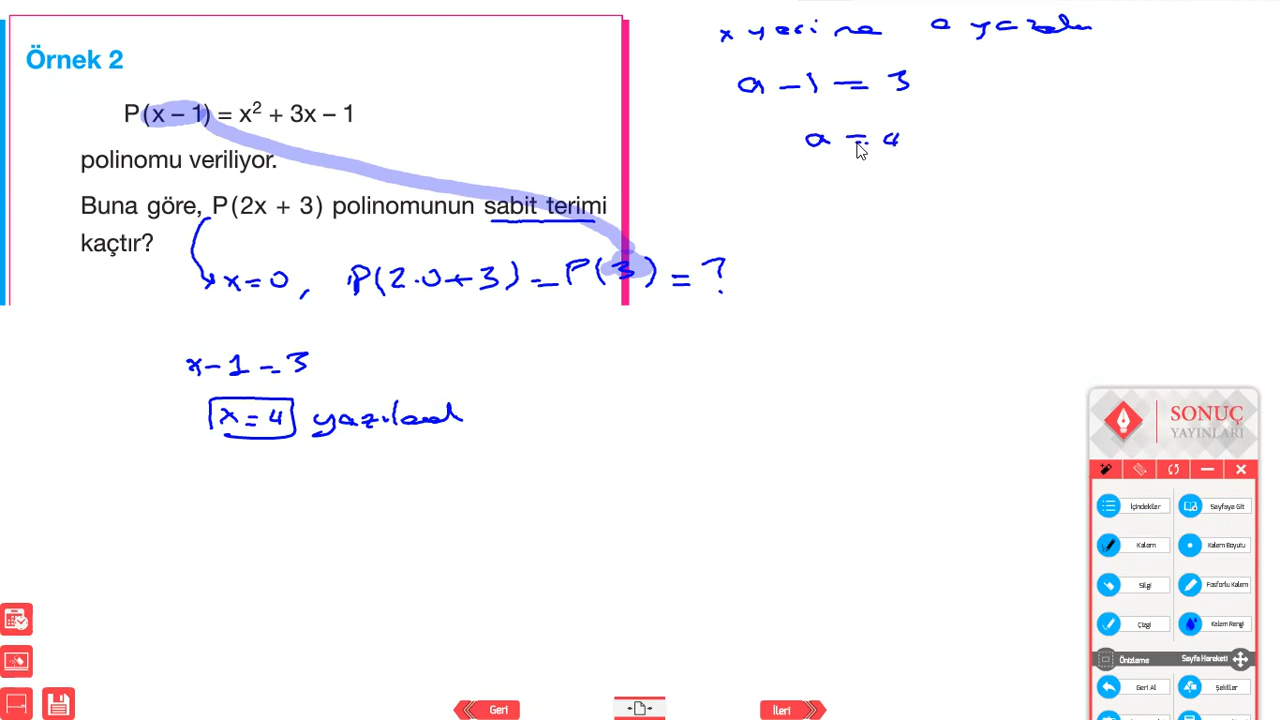 Örnek 2
P(x – 1) = x² + 3x – 1
polinomu veriliyor.
Buna göre, P(2x + 3) polinomunun sabit terimi
kaçtır?
x=0, P(2·0+3) = P(3) = ?
x-1=3
x=4 yazılacak
x yerine a yazalım
a-1=3
a=4
SONUÇ
YAYINLARI
İçindekiler
Sayfaya Git
Kalem
Kalem Boyutu
Silgi
Fosforlu Kalem
Çizgi
Kalem Rengi
Önizleme
Sayfa Hareketi
Geri Al
Şekiller
Geri
İleri